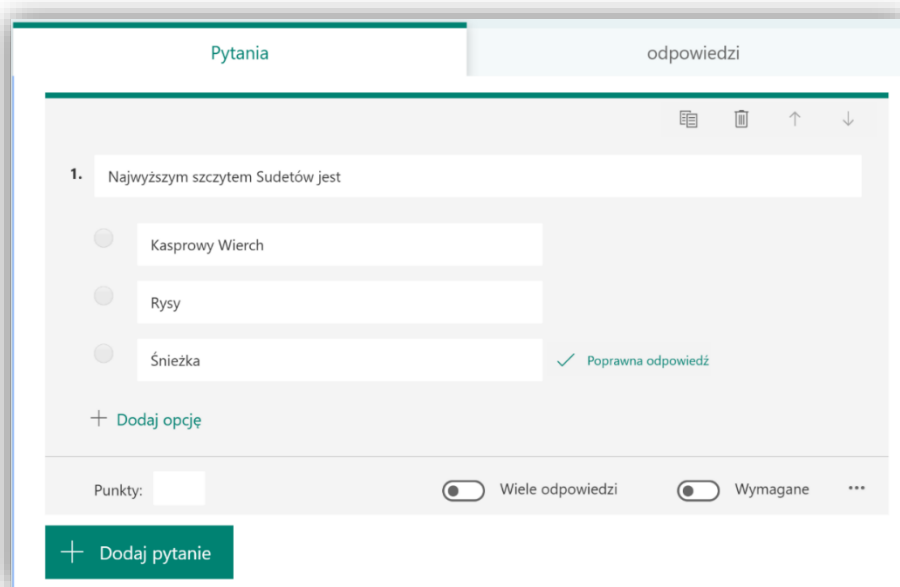 Pytania
odpowiedzi
1. Najwyższym szczytem Sudetów jest
Kasprowy Wierch
Rysy
Śnieżka
Poprawna odpowiedź
Dodaj opcję
Punkty:
Wiele odpowiedzi
Wymagane
Dodaj pytanie